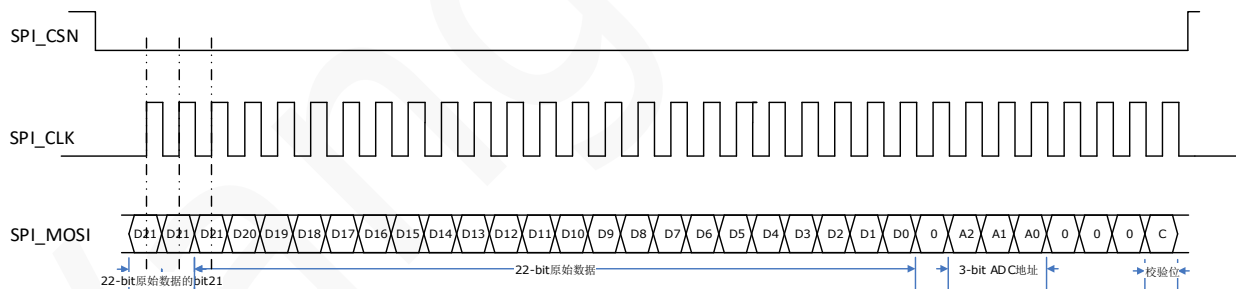 SPI_CSN
SPI_CLK
SPI_MOSI
D21 D21 D21 D20 D19 D18 D17 D16 D15 D14 D13 D12 D11 D10 D9 D8 D7 D6 D5 D4 D3 D2 D1 D0 0 A2 A1 A0 0 0 0 C
22-bit原始数据的bit21 22-bit原始数据 3-bit ADC地址 校验位